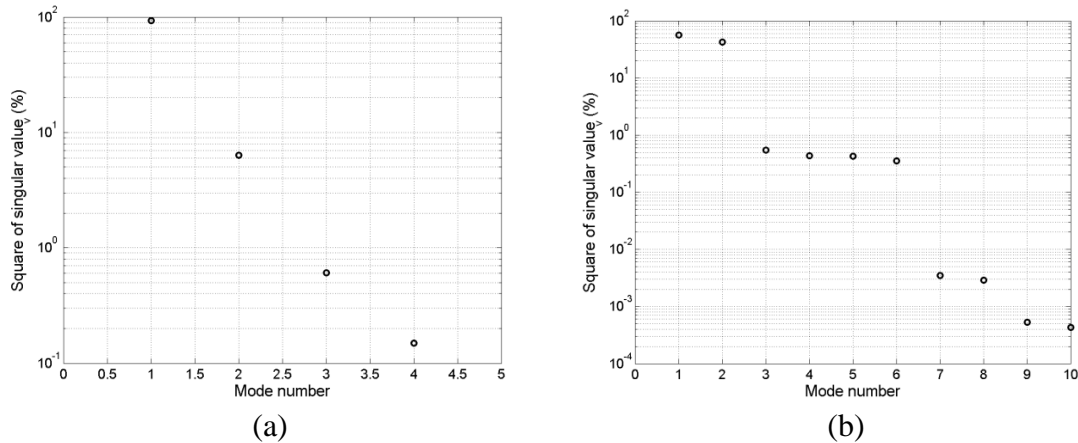 10^2
10^1
10^0
10^-1
Square of singular value_v (%)
0 0.5 1 1.5 2 2.5 3 3.5 4 4.5 5
Mode number
(a)
10^2
10^1
10^0
10^-1
10^-2
10^-3
10^-4
Square of singular value_v (%)
0 1 2 3 4 5 6 7 8 9 10
Mode number
(b)